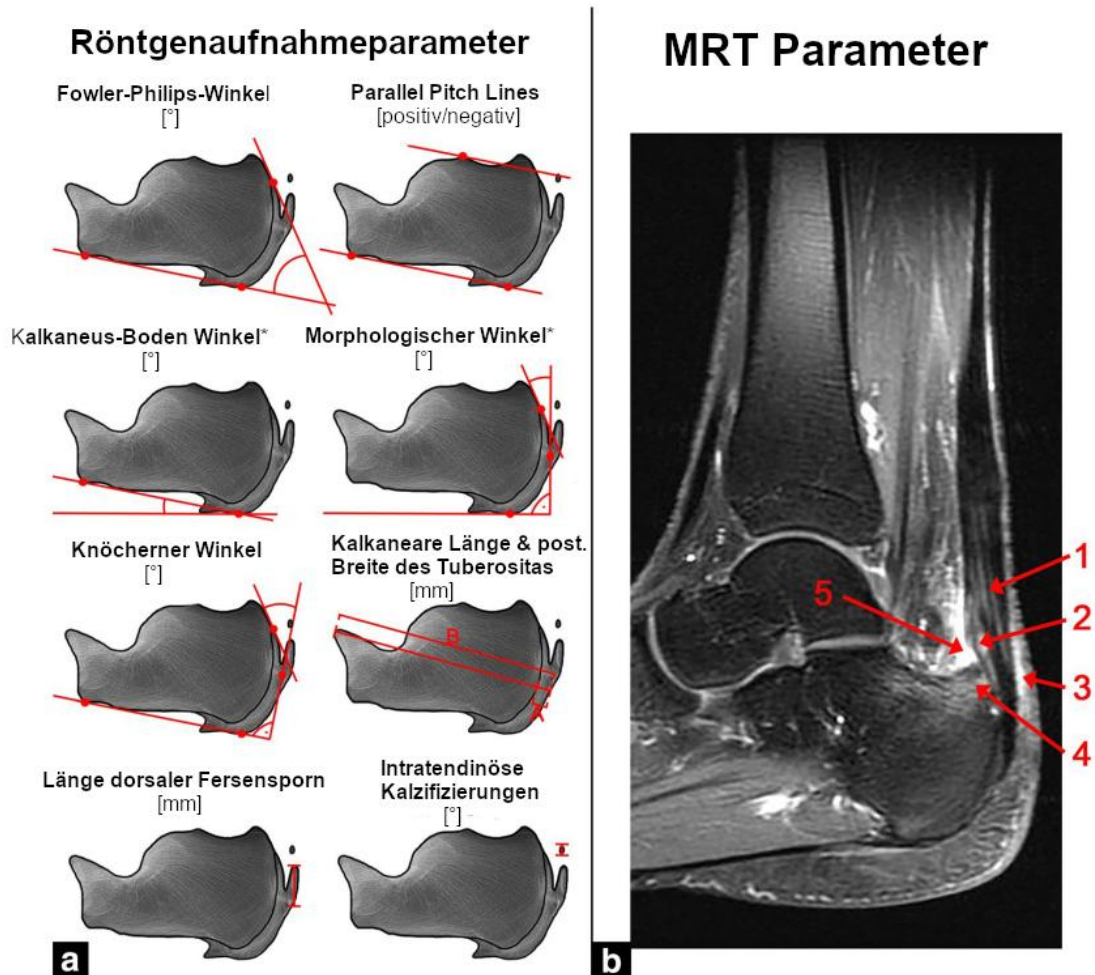 Röntgenaufnahmeparameter
Fowler-Philips-Winkel
[°]
Parallel Pitch Lines
[positiv/negativ]
Kalkaneus-Boden Winkel*
[°]
Morphologischer Winkel*
[°]
Knöcherner Winkel
[°]
Kalkaneare Länge & post.
Breite des Tuberositas
[mm]
B
A
Länge dorsaler Fersensporn
[mm]
Intratendinöse
Kalzifizierungen
[°]
a
MRT Parameter
1
2
3
4
5
b